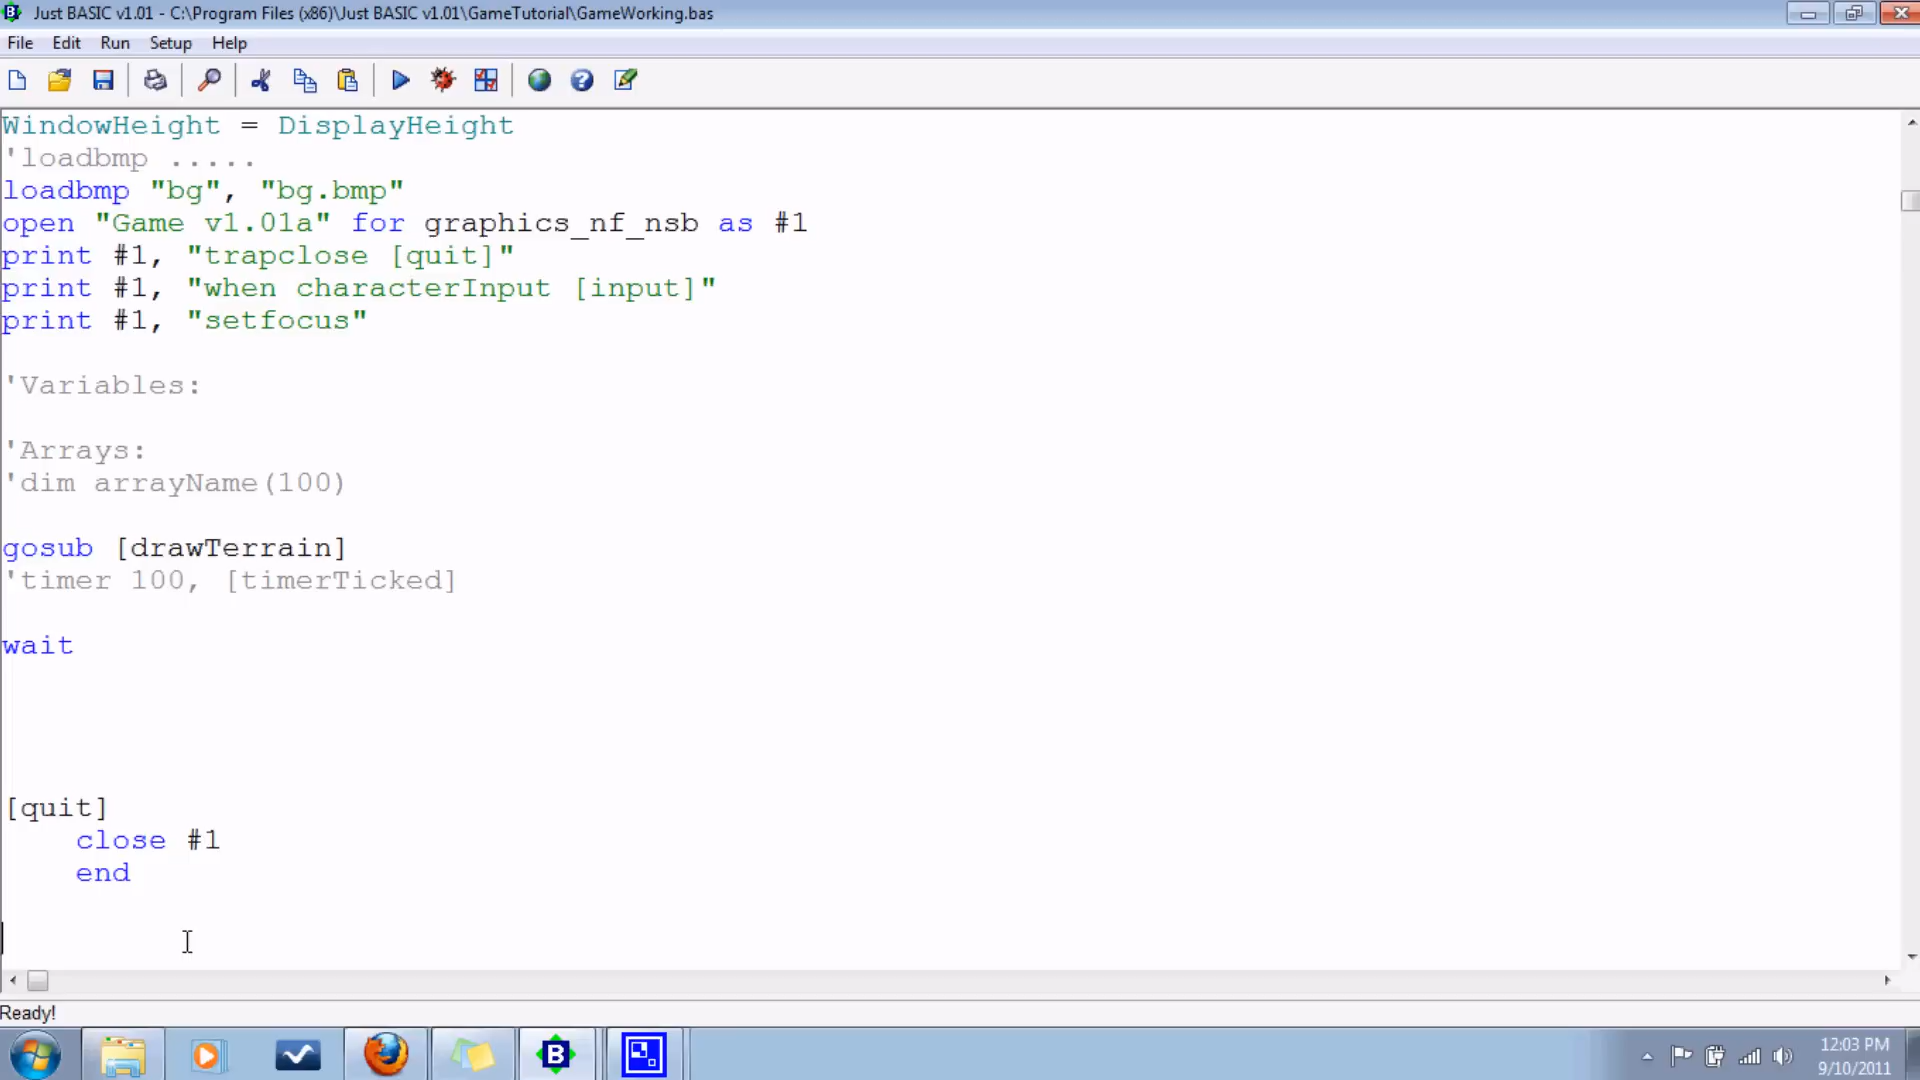 Just BASIC v1.01 - C:\Program Files (x86)\Just BASIC v1.01\GameTutorial\GameWorking.bas
File Edit Run Setup Help
WindowHeight = DisplayHeight
'loadbmp .....
loadbmp "bg", "bg.bmp"
open "Game v1.01a" for graphics_nf_nsb as #1
print #1, "trapclose [quit]"
print #1, "when characterInput [input]"
print #1, "setfocus"
'Variables:
'Arrays:
'dim arrayName(100)
gosub [drawTerrain]
'timer 100, [timerTicked]
wait
[quit]
close #1
end
Ready!
12:03 PM
9/10/2011